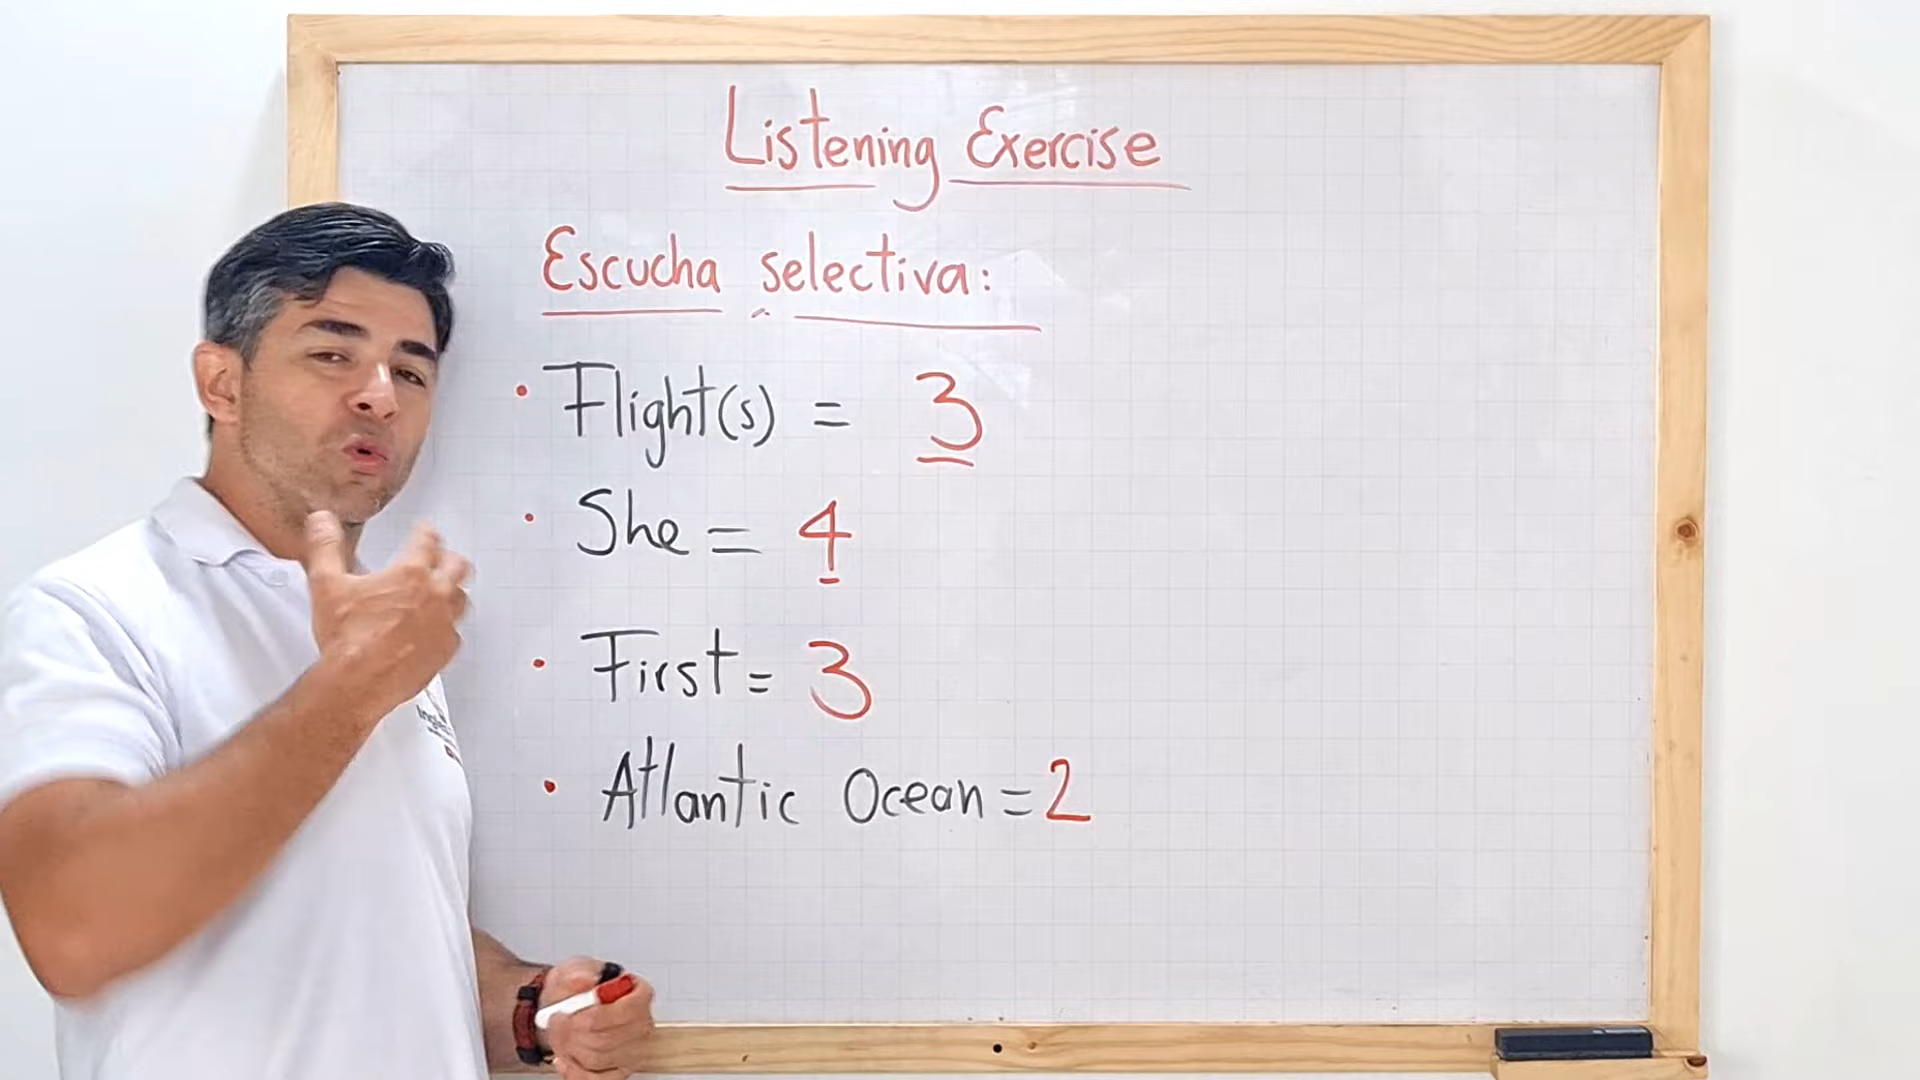 Listening Exercise
Escucha selectiva:
• Flight(s) = 3
• She = 4
• First = 3
• Atlantic Ocean = 2